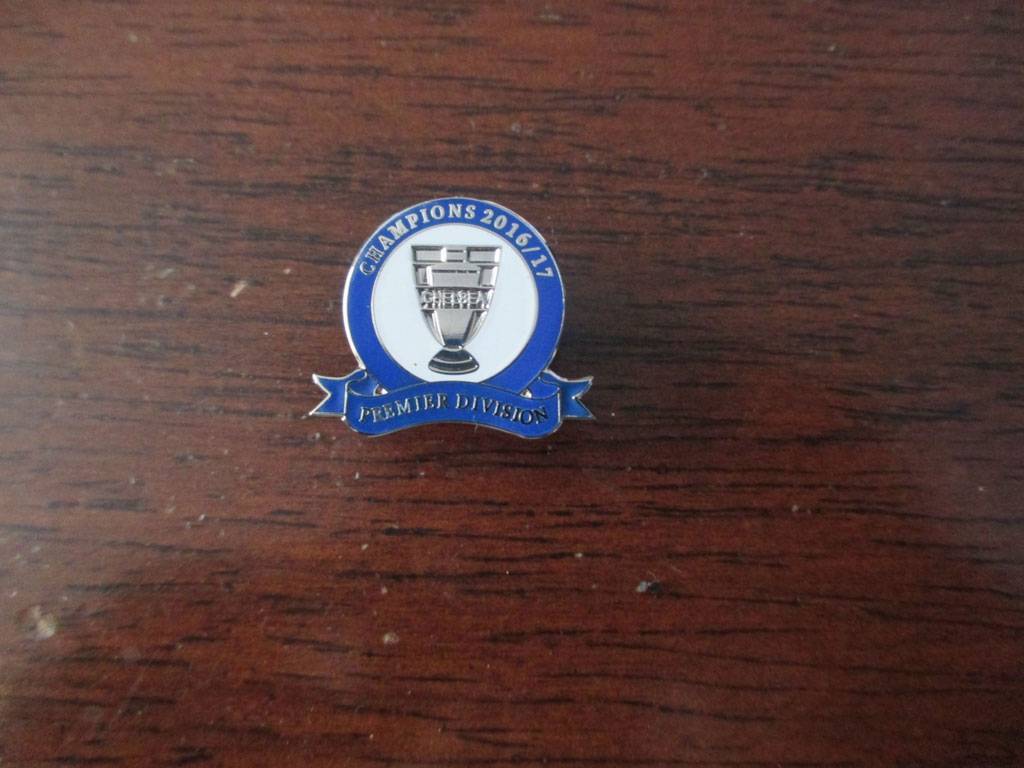 CHAMPIONS 2016/17
CHELSEA
PREMIER DIVISION